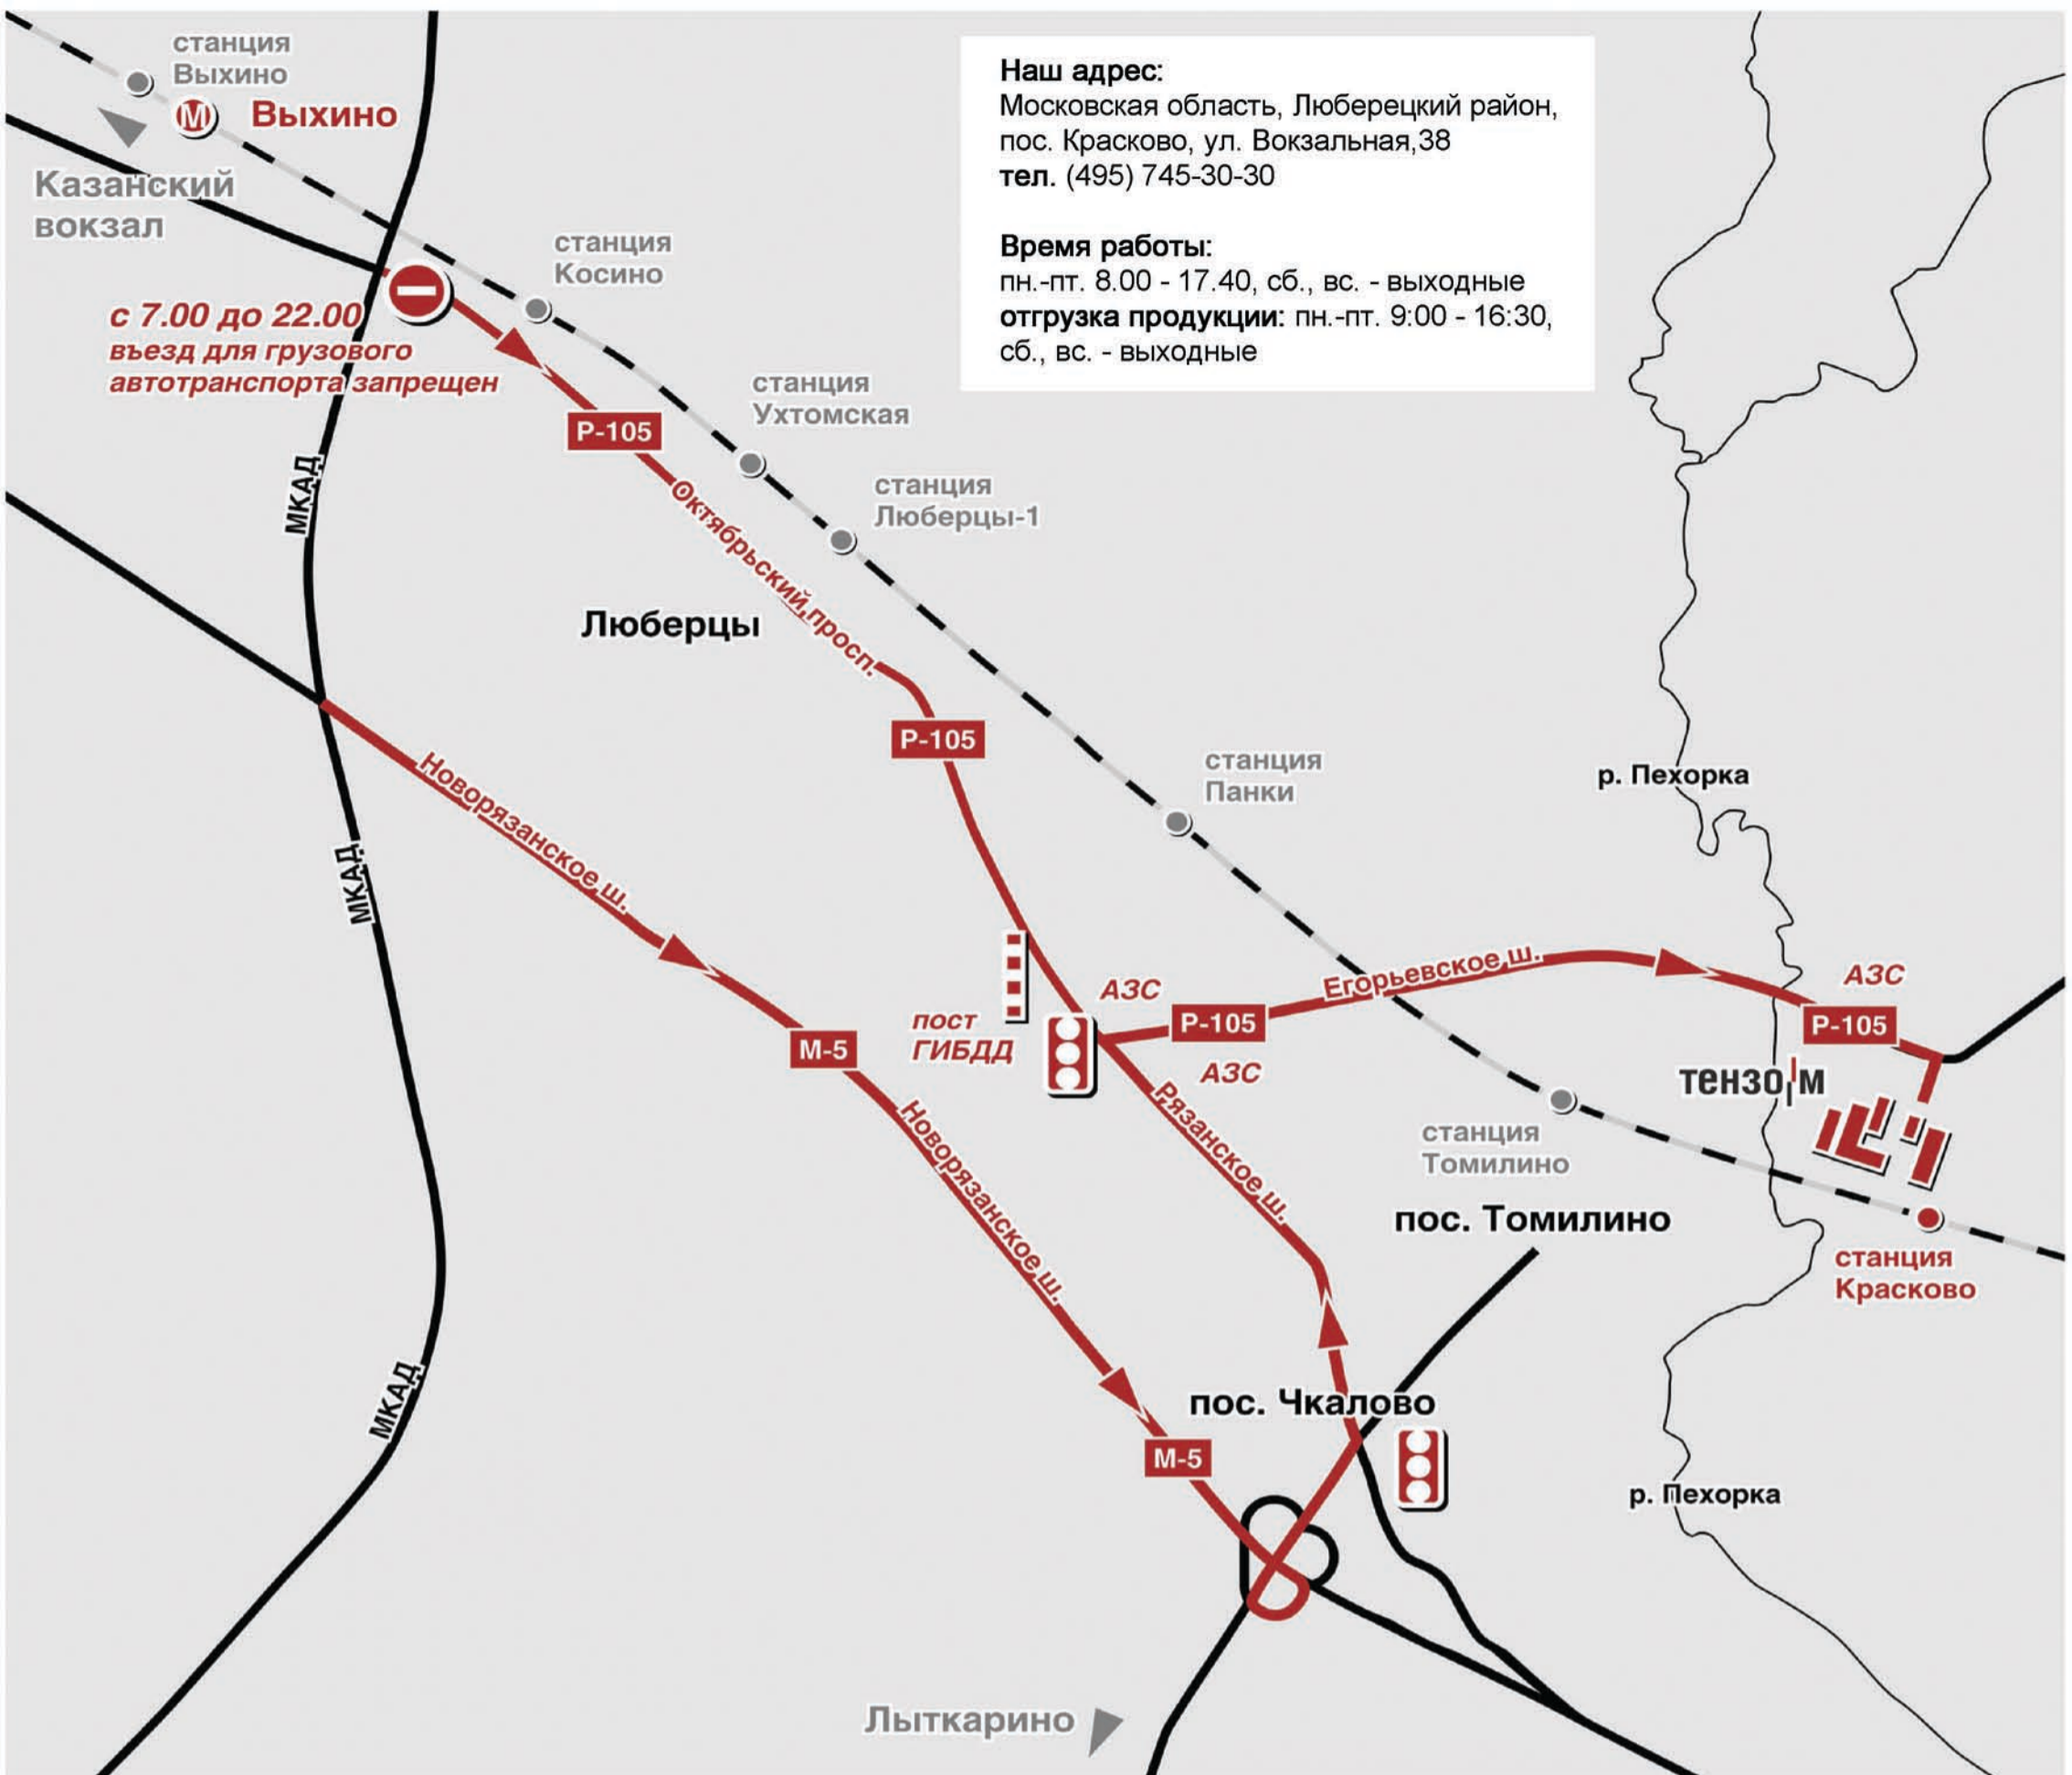 станция
Выхино
М Выхино
Казанский
вокзал
Наш адрес:
Московская область, Люберецкий район,
пос. Красково, ул. Вокзальная,38
тел. (495) 745-30-30
Время работы:
пн.-пт. 8.00 - 17.40, сб., вс. - выходные
отгрузка продукции: пн.-пт. 9:00 - 16:30,
сб., вс. - выходные
станция
Косино
с 7.00 до 22.00
въезд для грузового
автотранспорта запрещен
станция
Ухтомская
Р-105
МКАД
станция
Люберцы-1
Октябрьский просп.
Люберцы
Р-105
станция
Панки
р. Пехорка
Новорязанское ш.
МКАД
Егорьевское ш.
АЗС
АЗС
Р-105
Р-105
пост
ГИБДД
М-5
АЗС
тензо м
Рязанское ш.
Новорязанское ш.
станция
Томилино
пос. Томилино
станция
Красково
МКАД
пос. Чкалово
М-5
р. Пехорка
Лыткарино